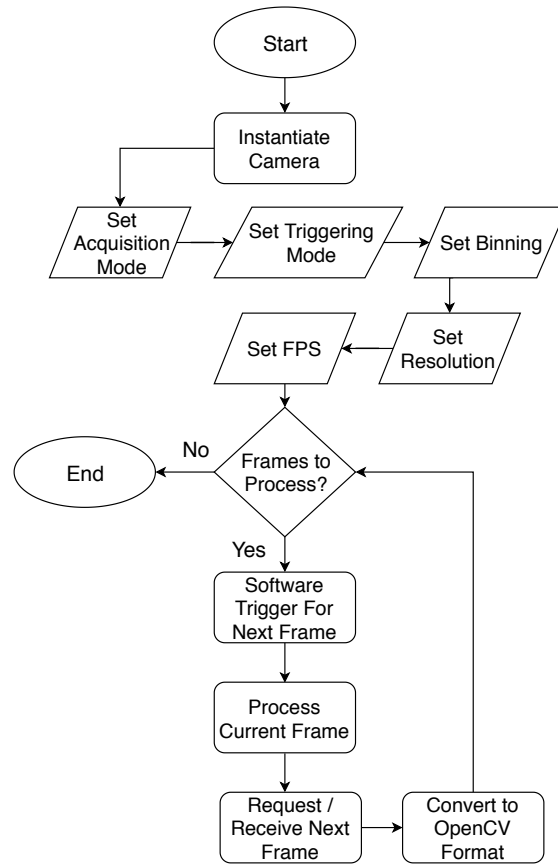 Start
Instantiate
Camera
Set
Acquisition
Mode
Set Triggering
Mode
Set Binning
Set
Resolution
Set FPS
Frames to
Process?
No
End
Yes
Software
Trigger For
Next Frame
Process
Current Frame
Request /
Receive Next
Frame
Convert to
OpenCV
Format